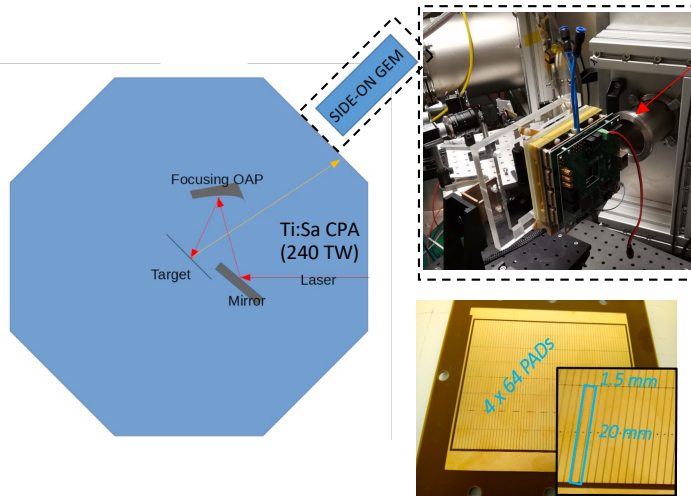 SIDE-ON GEM
Focusing OAP
Ti:Sa CPA
(240 TW)
Target
Laser
Mirror
4 x 64 PADs
1,5 mm
20 mm